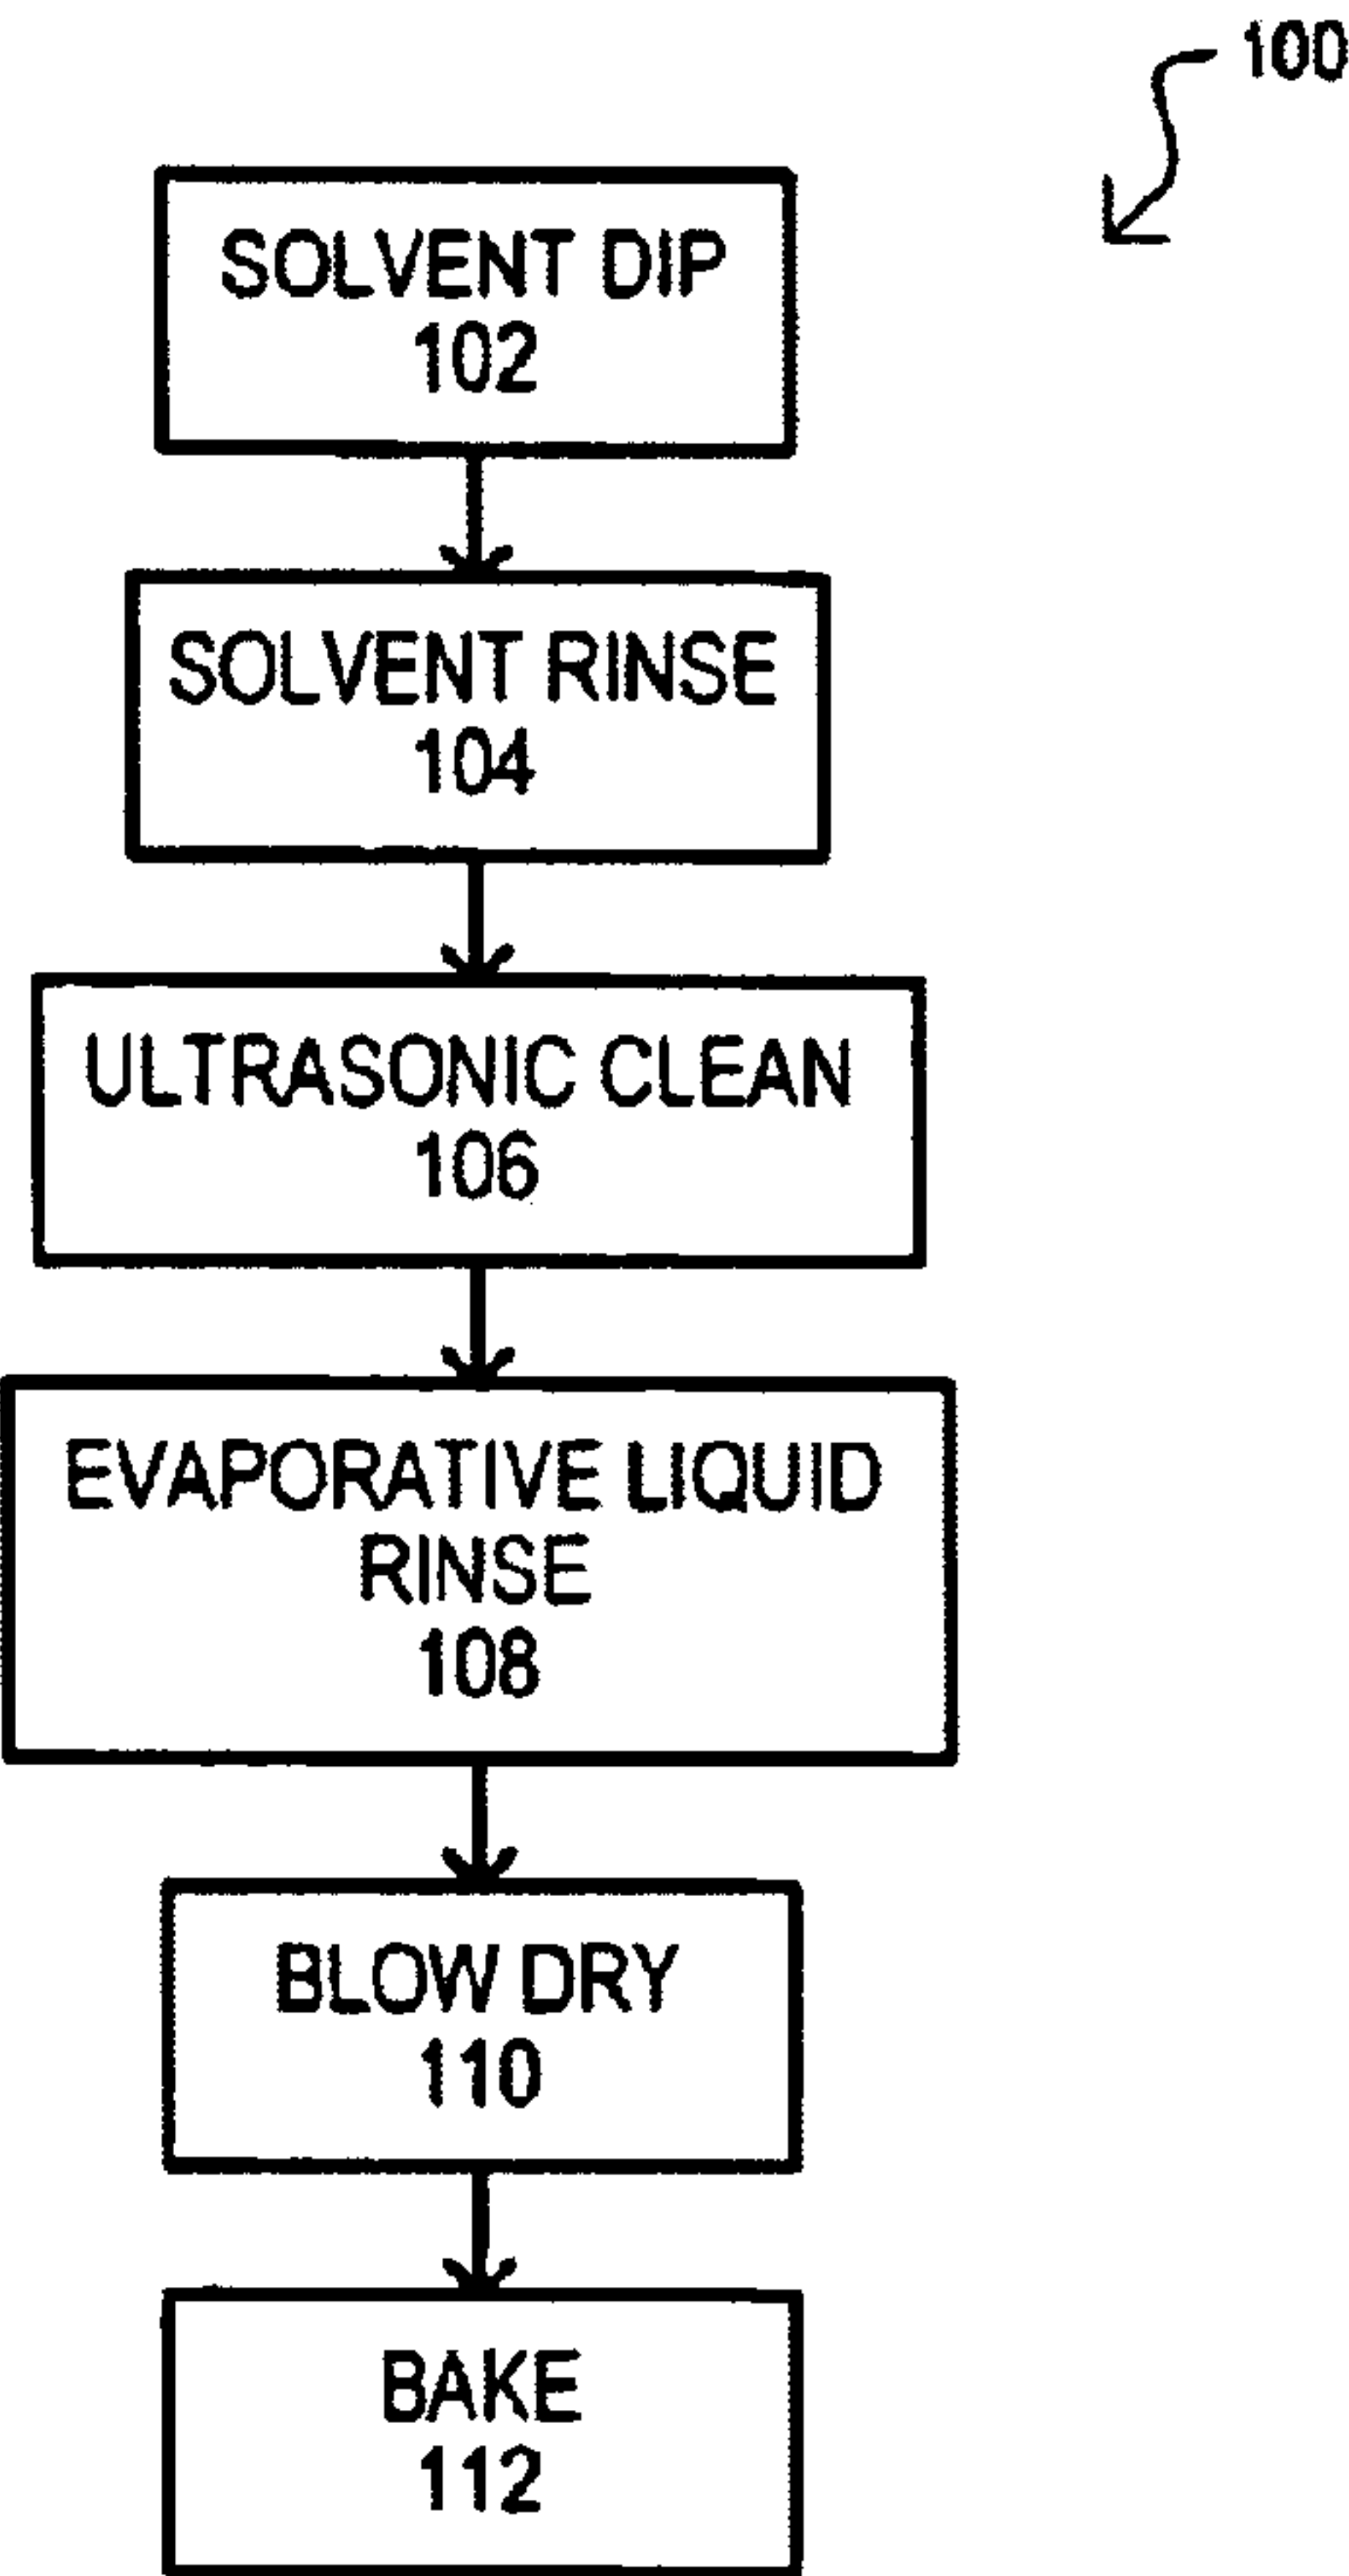 100
SOLVENT DIP
102
SOLVENT RINSE
104
ULTRASONIC CLEAN
106
EVAPORATIVE LIQUID
RINSE
108
BLOW DRY
110
BAKE
112